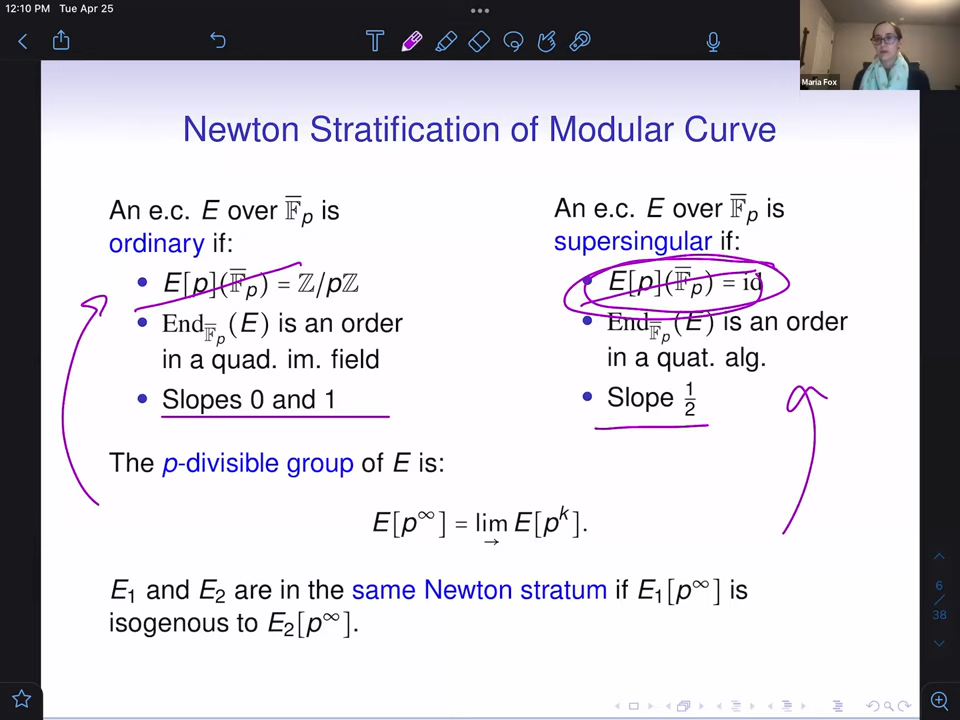 12:10 PM Tue Apr 25
Maria Fox
Newton Stratification of Modular Curve
An e.c. E over 𝔽̅ₚ is
ordinary if:
• E[p](𝔽̅ₚ) = ℤ/pℤ
• End_𝔽̅ₚ(E) is an order
in a quad. im. field
• Slopes 0 and 1
An e.c. E over 𝔽̅ₚ is
supersingular if:
• E[p](𝔽̅ₚ) = id
• End_𝔽̅ₚ(E) is an order
in a quat. alg.
• Slope 1/2
The p-divisible group of E is:
E[p^∞] = lim→ E[p^k].
E₁ and E₂ are in the same Newton stratum if E₁[p^∞] is
isogenous to E₂[p^∞].
6
/
38